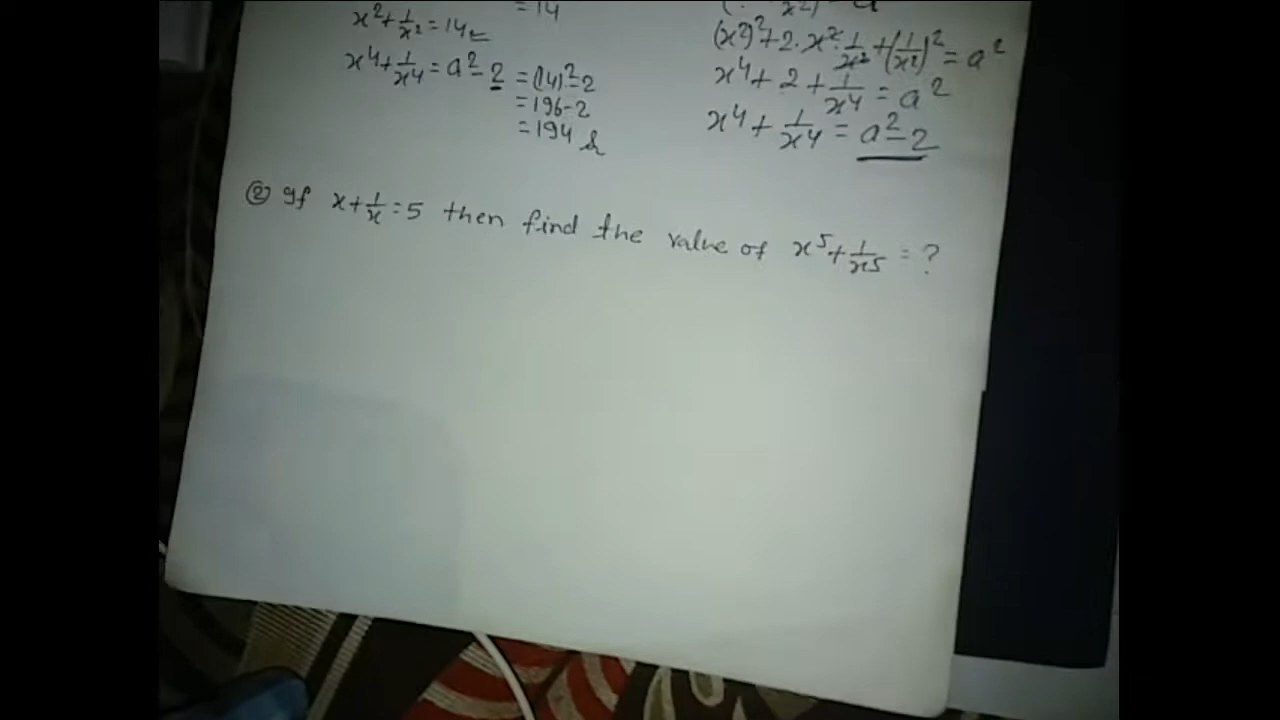 = 14
x² + 1/x² = 14
x⁴ + 1/x⁴ = a² - 2 = (14)² - 2
= 196 - 2
= 194
(x²)² + 2 . x² . 1/x² + (1/x²)² = a²
x⁴ + 2 + 1/x⁴ = a²
x⁴ + 1/x⁴ = a² - 2
② If x + 1/x = 5 then find the value of x⁵ + 1/x⁵ = ?